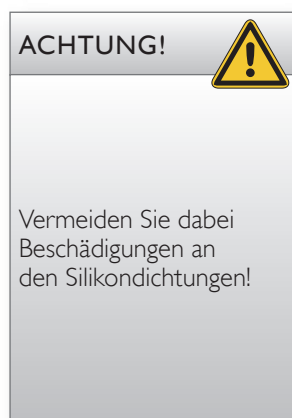 ACHTUNG!
Vermeiden Sie dabei
Beschädigungen an
den Silikondichtungen!